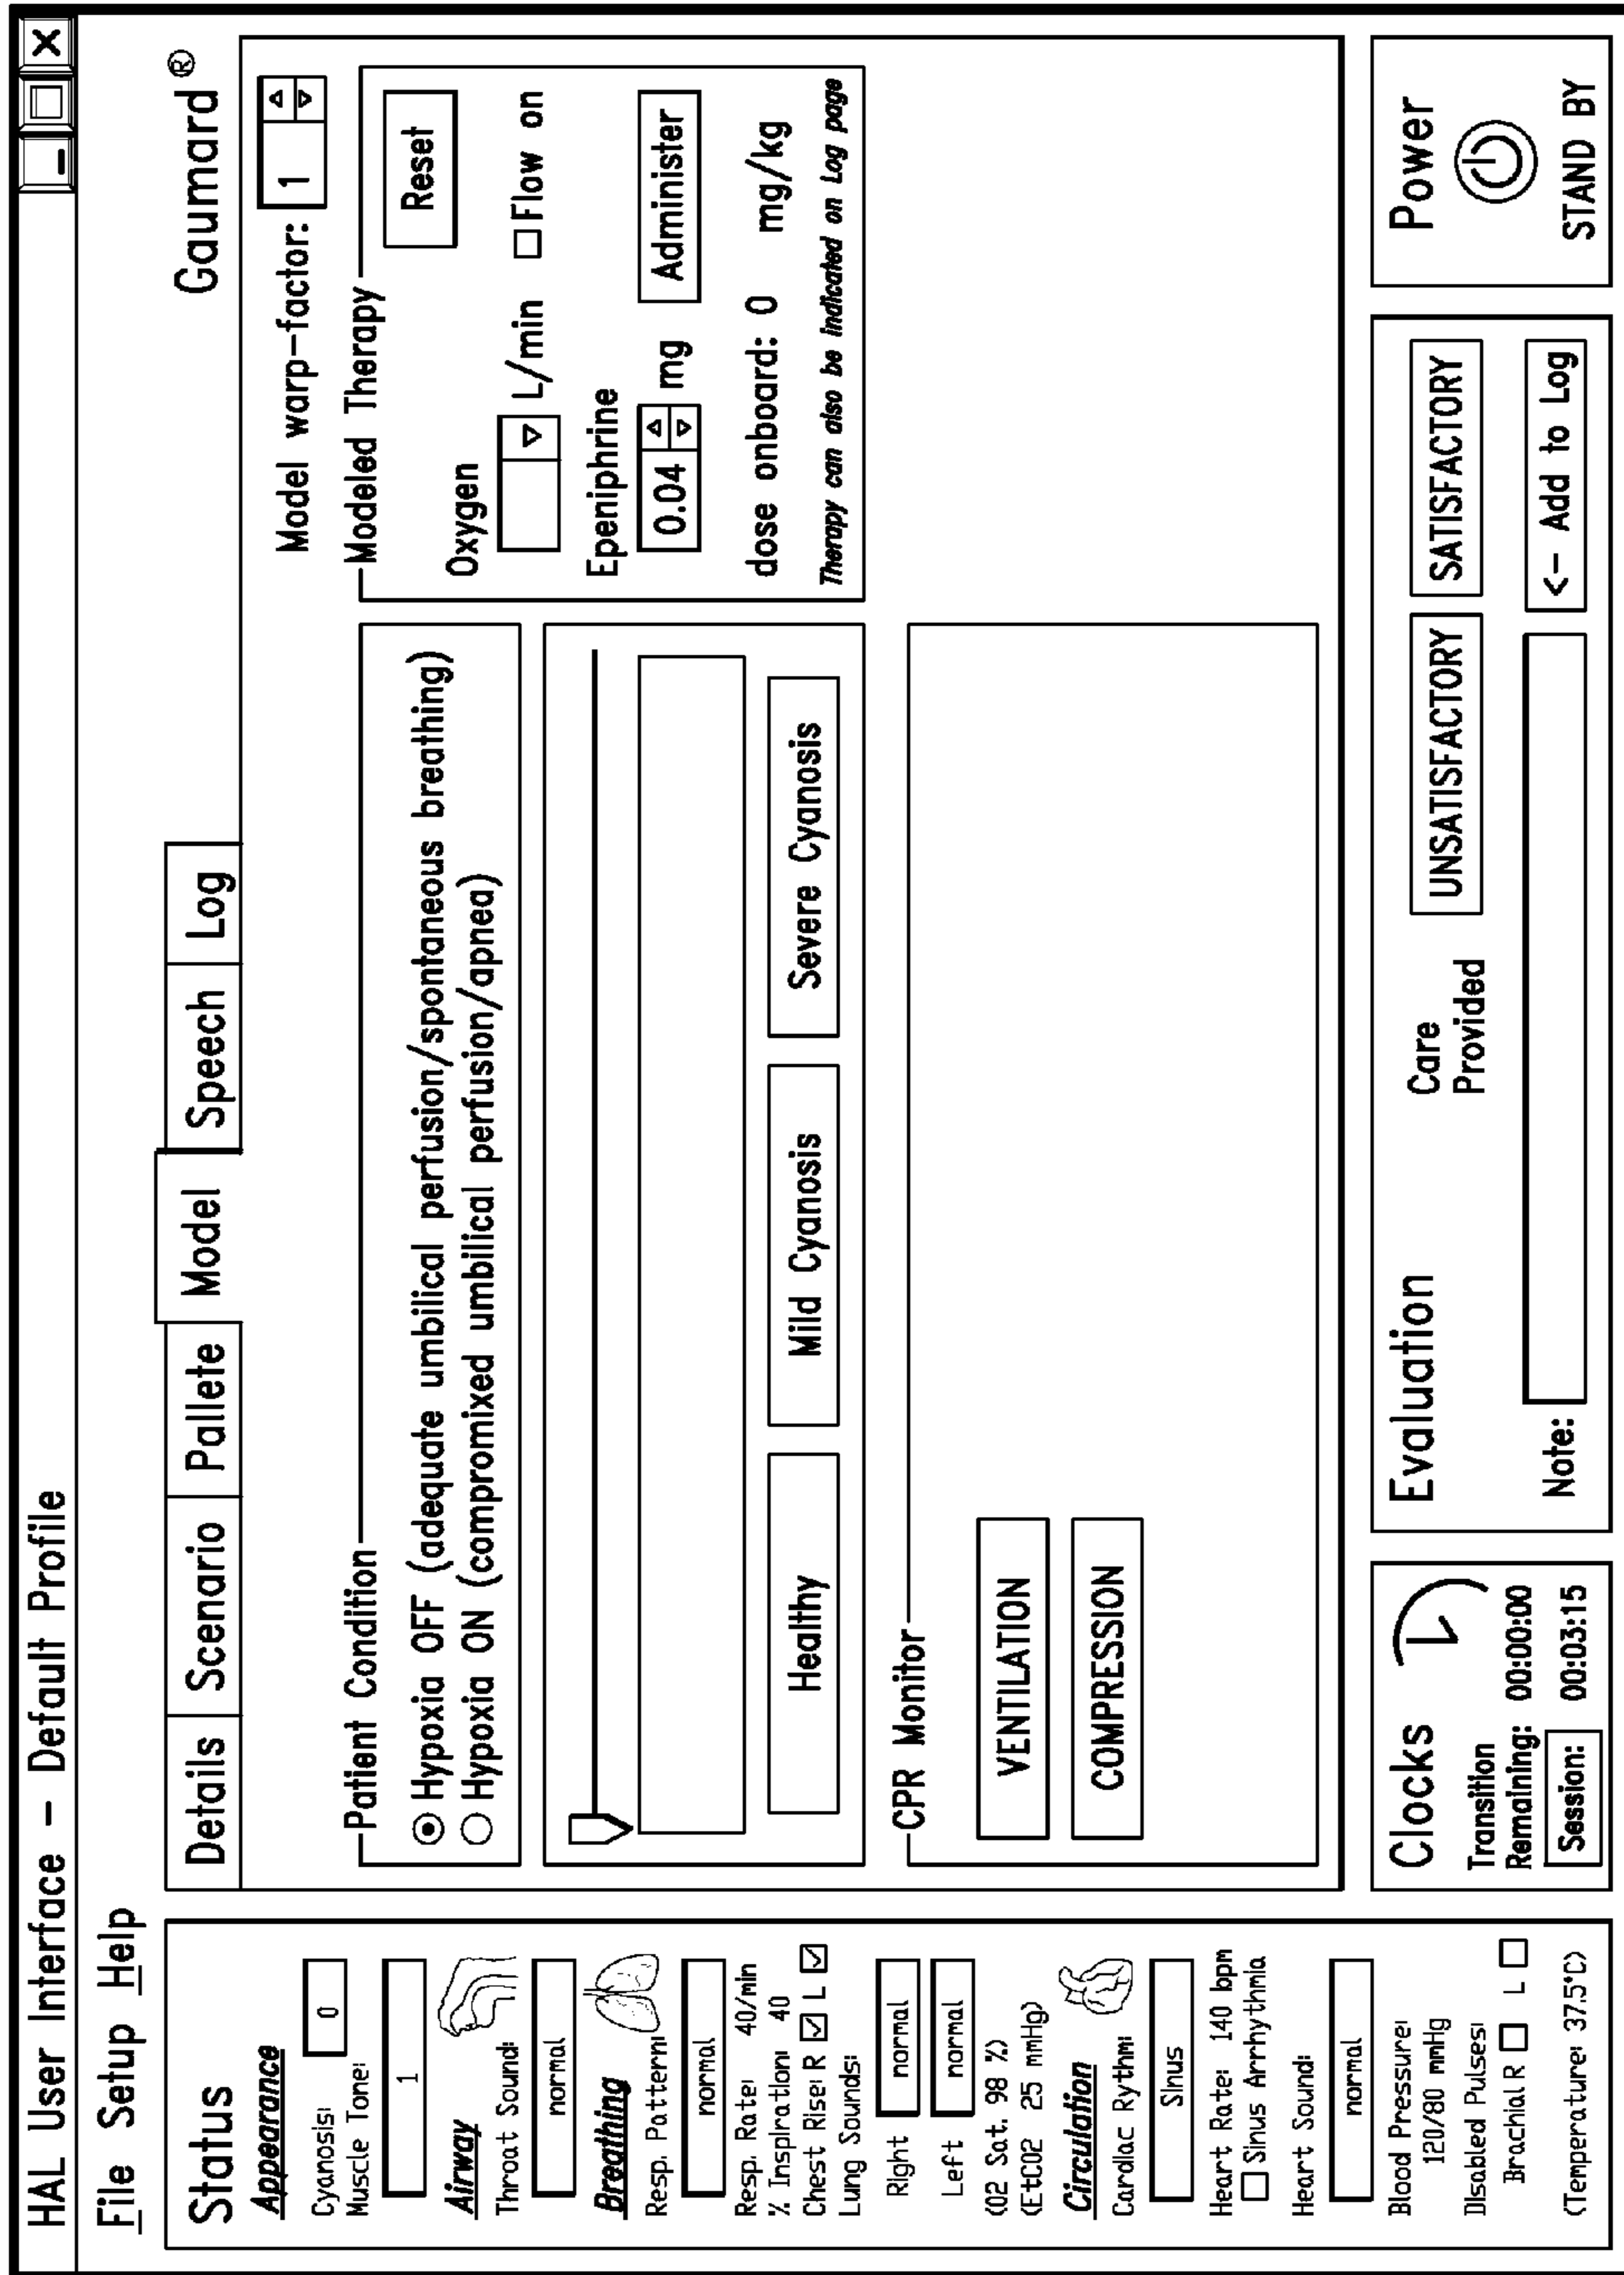 HAL User Interface - Default Profile
File Setup Help
Gaumard®
Status
Appearance
Cyanosis: 0
Muscle Tone:
1
Airway
Throat Sound:
normal
Breathing
Resp. Pattern:
normal
Resp. Rate: 40/min
% Inspiration: 40
Chest Rise: R L
Lung Sounds:
Right normal
Left normal
(O2 Sat. 98 %)
(EtCO2 25 mmHg)
Circulation
Cardiac Rythm:
Sinus
Heart Rate: 140 bpm
Sinus Arrhythmia
Heart Sound:
normal
Blood Pressure:
120/80 mmHg
Disabled Pulses:
Brachial R L
(Temperature: 37.5°C)
Details Scenario Pallete Model Speech Log
Model warp-factor: 1
Patient Condition
Hypoxia OFF (adequate umbilical perfusion/spontaneous breathing)
Hypoxia ON (compromixed umbilical perfusion/apnea)
Healthy Mild Cyanosis Severe Cyanosis
Modeled Therapy
Reset
Oxygen
L/min Flow on
Epeniphrine
0.04 mg Administer
dose onboard: 0 mg/kg
Therapy can also be indicated on Log page
CPR Monitor
VENTILATION
COMPRESSION
Clocks
Transition
Remaining: 00:00:00
Session: 00:03:15
Evaluation
Care
Provided
UNSATISFACTORY SATISFACTORY
Note: <- Add to Log
Power
STAND BY